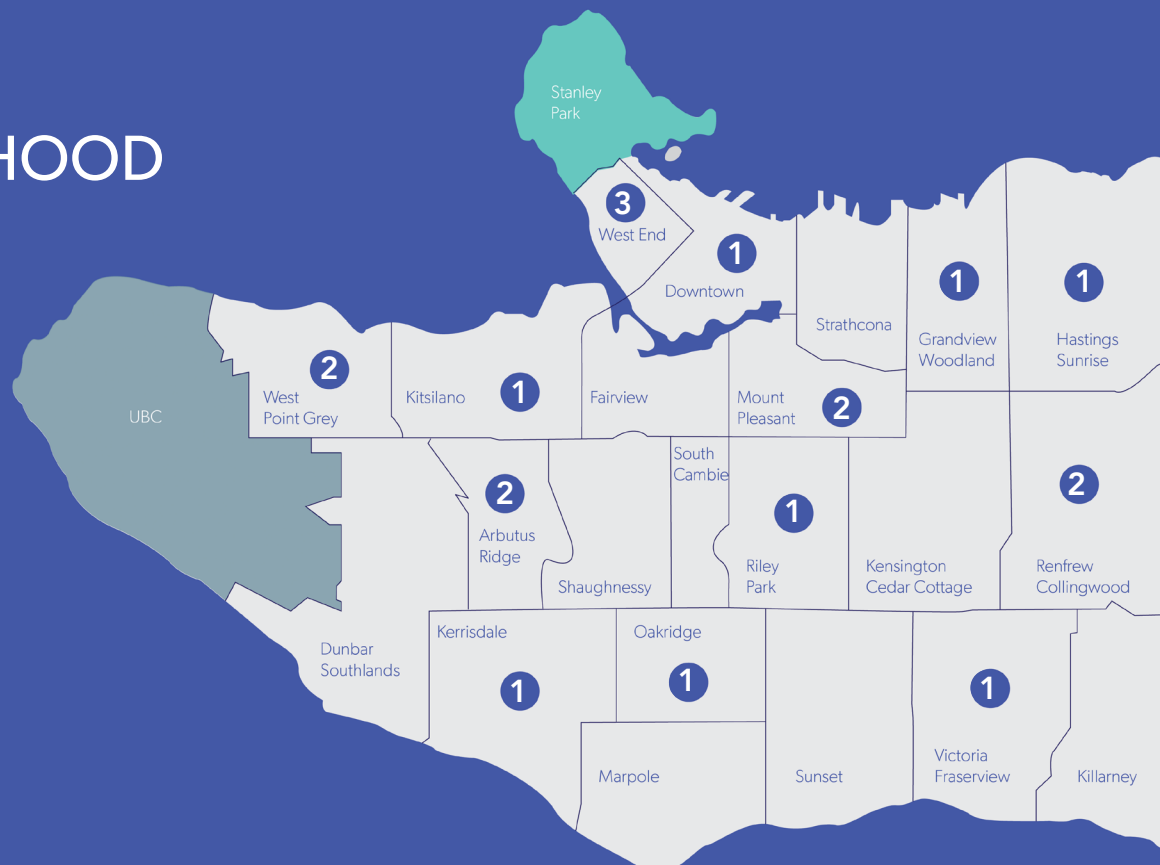 HOOD
Stanley
Park
3
West End
1
Downtown
Strathcona
1
Grandview
Woodland
1
Hastings
Sunrise
UBC
2
West
Point Grey
Kitsilano
1
Fairview
Mount
Pleasant
2
2
Arbutus
Ridge
Shaughnessy
South
Cambie
1
Riley
Park
Kensington
Cedar Cottage
2
Renfrew
Collingwood
Dunbar
Southlands
Kerrisdale
1
Oakridge
1
Marpole
Sunset
1
Victoria
Fraserview
Killarney